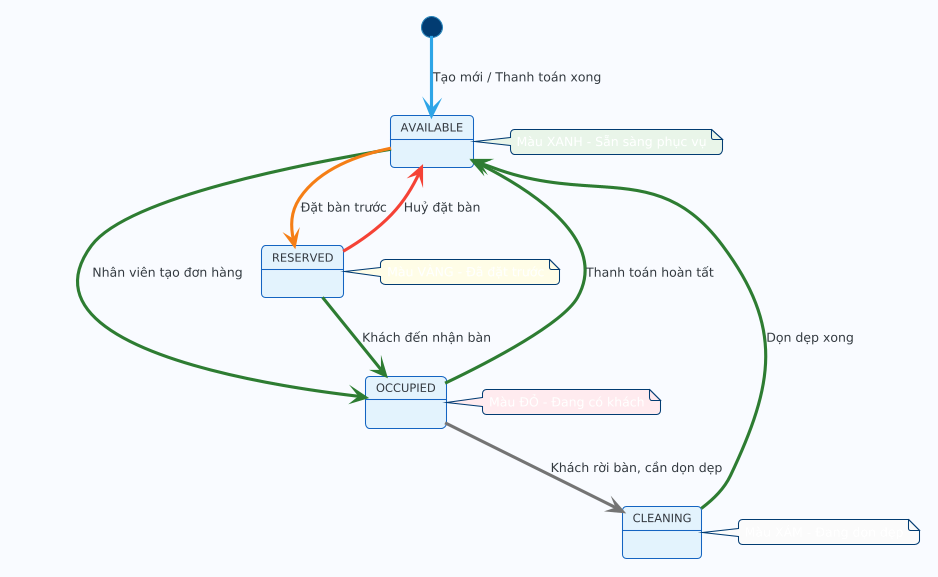 Tạo mới / Thanh toán xong
AVAILABLE
Màu XANH - Sẵn sàng phục vụ
Đặt bàn trước
Huỷ đặt bàn
RESERVED
Nhân viên tạo đơn hàng
Thanh toán hoàn tất
Khách đến nhận bàn
Dọn dẹp xong
OCCUPIED
Màu ĐỎ - Đang có khách
Khách rời bàn, cần dọn dẹp
CLEANING